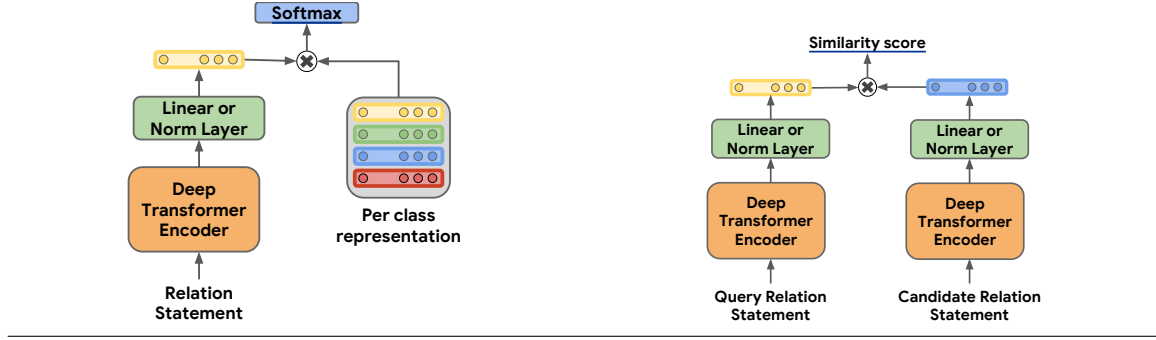 Softmax
Linear or
Norm Layer
Deep
Transformer
Encoder
Relation
Statement
Per class
representation
Similarity score
Linear or
Norm Layer
Deep
Transformer
Encoder
Query Relation
Statement
Linear or
Norm Layer
Deep
Transformer
Encoder
Candidate Relation
Statement